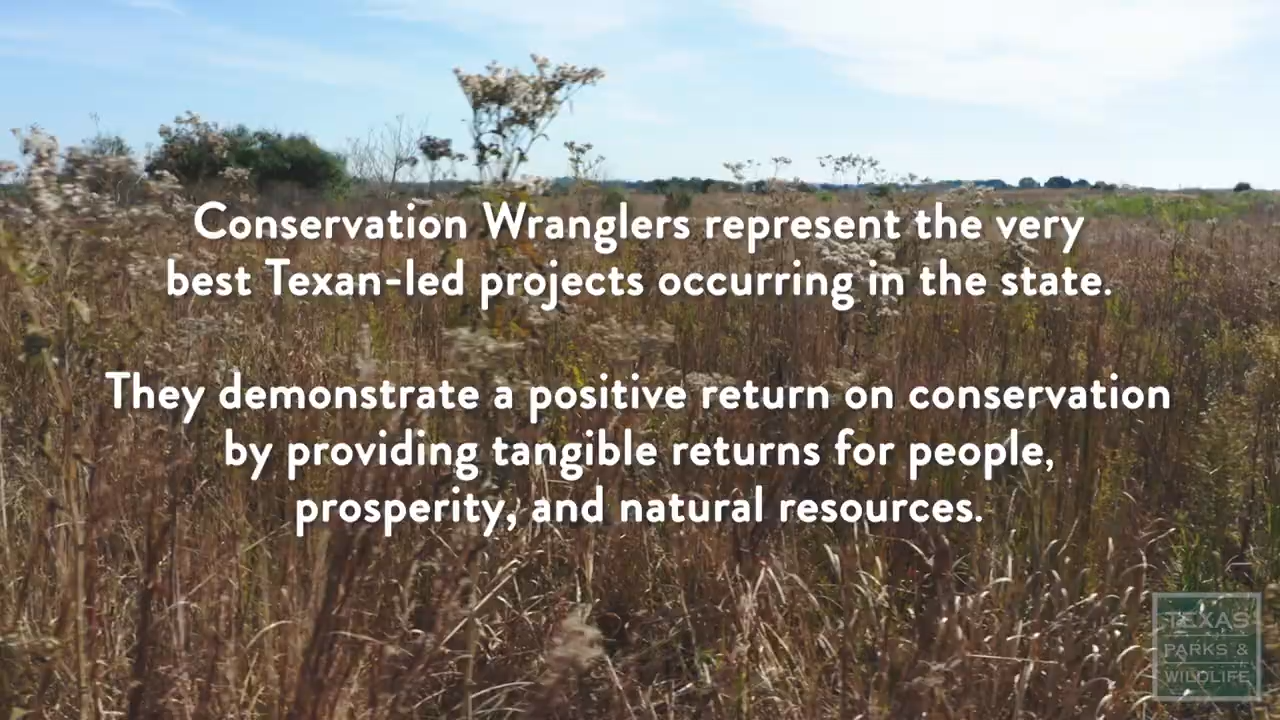 Conservation Wranglers represent the very
best Texan-led projects occurring in the state.
They demonstrate a positive return on conservation
by providing tangible returns for people,
prosperity, and natural resources.
TEXAS
PARKS &
WILDLIFE